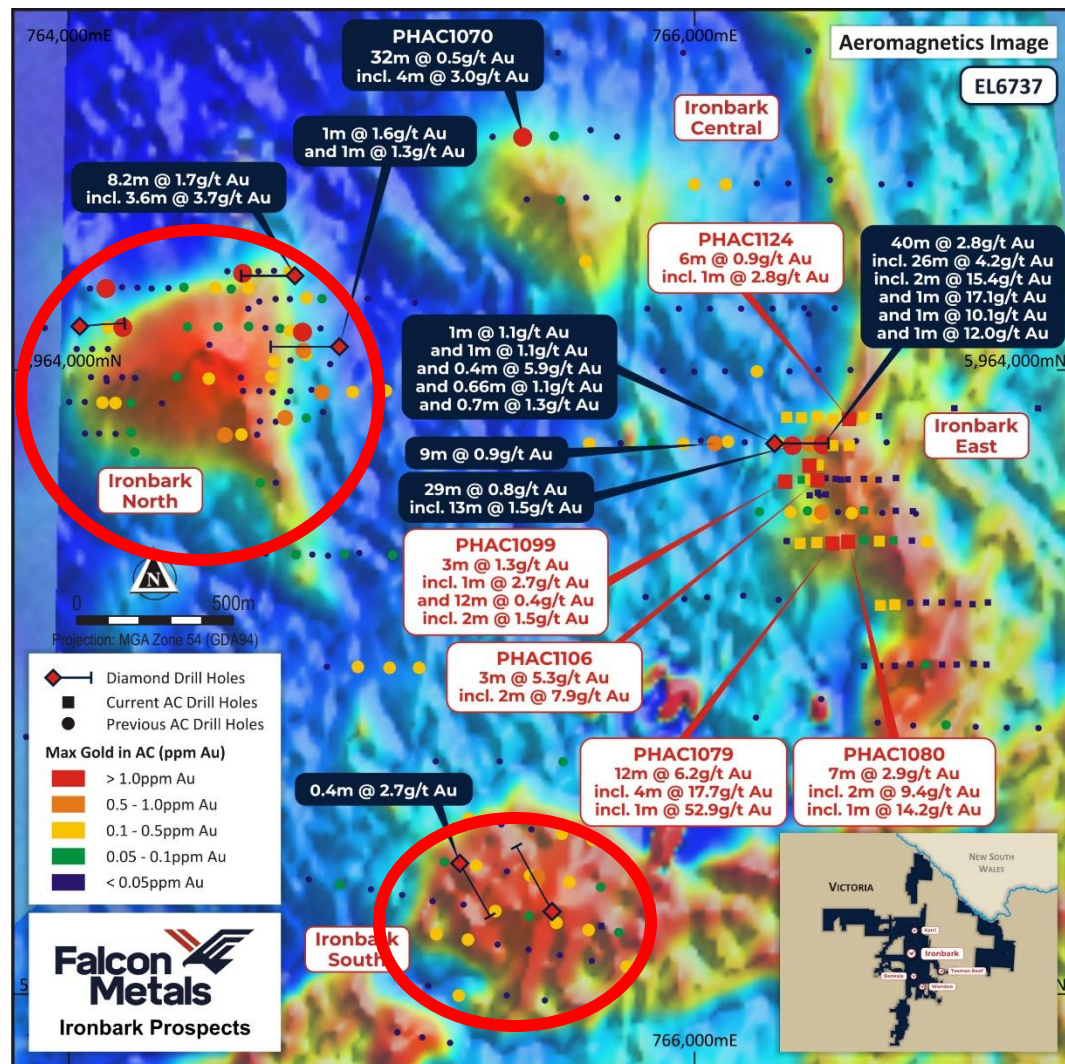 764,000mE
766,000mE
Aeromagnetics Image
EL6737
PHAC1070
32m @ 0.5g/t Au
incl. 4m @ 3.0g/t Au
Ironbark
Central
1m @ 1.6g/t Au
and 1m @ 1.3g/t Au
8.2m @ 1.7g/t Au
incl. 3.6m @ 3.7g/t Au
PHAC1124
6m @ 0.9g/t Au
incl. 1m @ 2.8g/t Au
40m @ 2.8g/t Au
incl. 26m @ 4.2g/t Au
incl. 2m @ 15.4g/t Au
and 1m @ 17.1g/t Au
and 1m @ 10.1g/t Au
and 1m @ 12.0g/t Au
1m @ 1.1g/t Au
and 1m @ 1.1g/t Au
and 0.4m @ 5.9g/t Au
and 0.66m @ 1.1g/t Au
and 0.7m @ 1.3g/t Au
5,964,000mN
5,964,000mN
Ironbark
East
9m @ 0.9g/t Au
29m @ 0.8g/t Au
incl 13m @ 1.5g/t Au
Ironbark
North
PHAC1099
3m @ 1.3g/t Au
incl. 1m @ 2.7g/t Au
and 12m @ 0.4g/t Au
incl. 2m @ 1.5g/t Au
N
0
500m
Projection: MGA Zone 54 (GDA94)
PHAC1106
3m @ 5.3g/t Au
incl. 2m @ 7.9g/t Au
Diamond Drill Holes
Current AC Drill Holes
Previous AC Drill Holes
Max Gold in AC (ppm Au)
> 1.0ppm Au
0.5 - 1.0ppm Au
0.1 - 0.5ppm Au
0.05 - 0.1ppm Au
< 0.05ppm Au
PHAC1079
12m @ 6.2g/t Au
incl. 4m @ 17.7g/t Au
incl. 1m @ 52.9g/t Au
PHAC1080
7m @ 2.9g/t Au
incl. 2m @ 9.4g/t Au
incl. 1m @ 14.2g/t Au
0.4m @ 2.7g/t Au
Ironbark
South
Falcon
Metals
Ironbark Prospects
766,000mE
VICTORIA
NEW SOUTH
WALES
Karri
Ironbark
Banksia
Tooman Reef
Wandoo